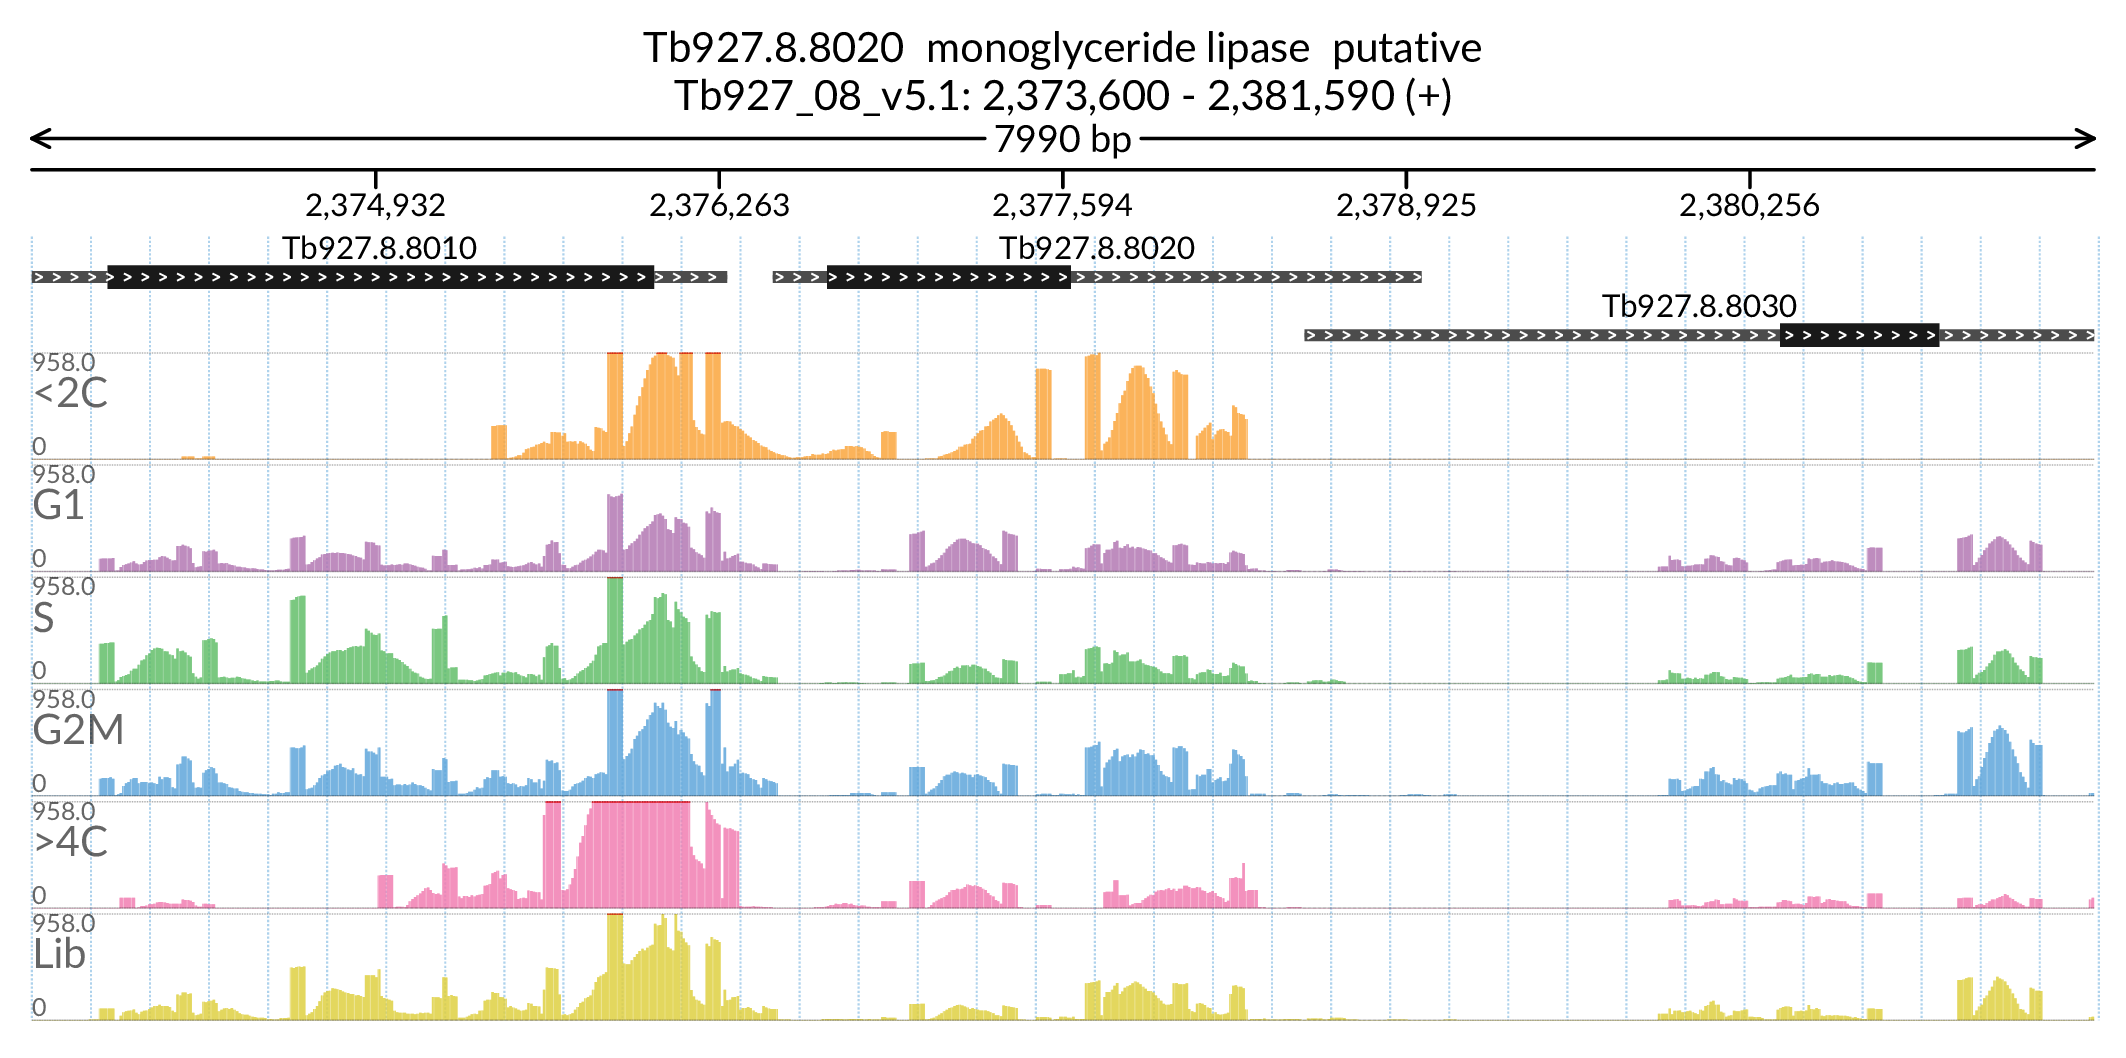 Tb927.8.8020 monoglyceride lipase putative
Tb927_08_v5.1: 2,373,600 - 2,381,590 (+)
7990 bp
2,374,932 2,376,263 2,377,594 2,378,925 2,380,256
Tb927.8.8010 Tb927.8.8020
Tb927.8.8030
958.0
<2C
0
958.0
G1
0
958.0
S
0
958.0
G2M
0
958.0
>4C
0
958.0
Lib
0